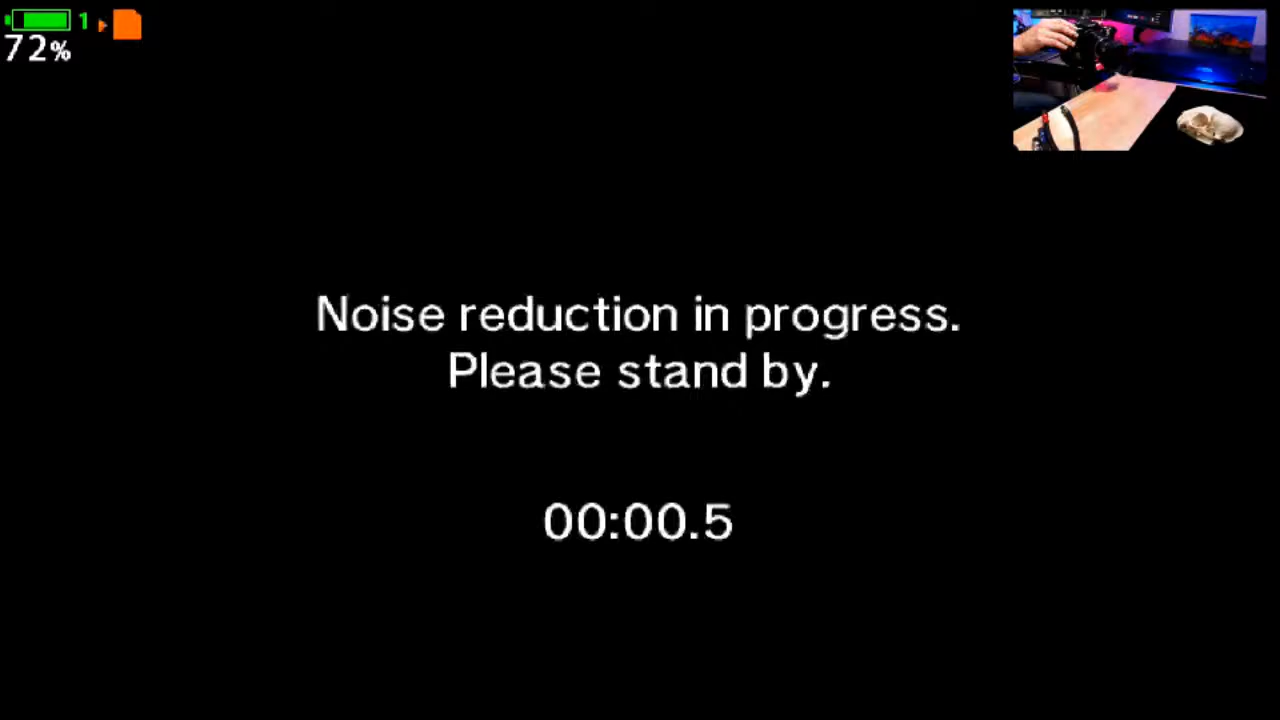 1
72%
Noise reduction in progress.
Please stand by.
00:00.5